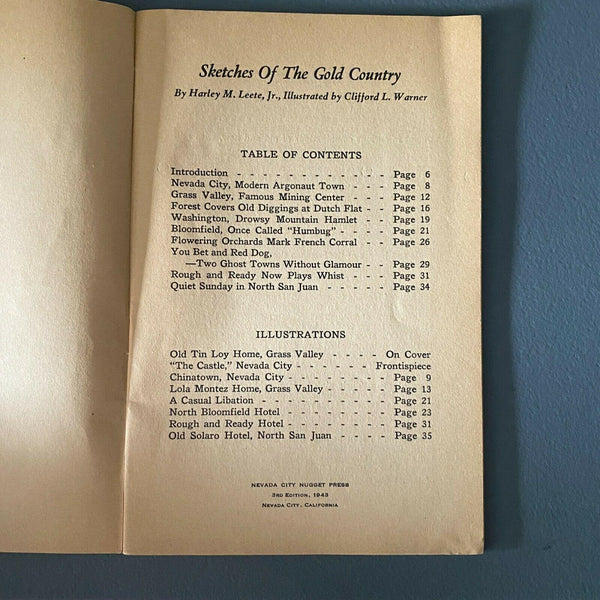 Sketches Of The Gold Country
By Harley M. Leete, Jr., Illustrated by Clifford L. Warner
TABLE OF CONTENTS
Introduction - - - - - - - - - - - Page 6
Nevada City, Modern Argonaut Town - - - Page 8
Grass Valley, Famous Mining Center - - - Page 12
Forest Covers Old Diggings at Dutch Flat - - Page 16
Washington, Drowsy Mountain Hamlet - - Page 19
Bloomfield, Once Called "Humbug" - - - - Page 21
Flowering Orchards Mark French Corral - - Page 26
You Bet and Red Dog,
—Two Ghost Towns Without Glamour - - Page 29
Rough and Ready Now Plays Whist - - - Page 31
Quiet Sunday in North San Juan - - - - - Page 34
ILLUSTRATIONS
Old Tin Loy Home, Grass Valley - - - - On Cover
"The Castle," Nevada City - - - - - - Frontispiece
Chinatown, Nevada City - - - - - - - - Page 9
Lola Montez Home, Grass Valley - - - - - Page 13
A Casual Libation - - - - - - - - - - Page 21
North Bloomfield Hotel - - - - - - - - Page 23
Rough and Ready Hotel - - - - - - - - Page 31
Old Solaro Hotel, North San Juan - - - - Page 35
NEVADA CITY NUGGET PRESS
3RD EDITION, 1943
NEVADA CITY, CALIFORNIA